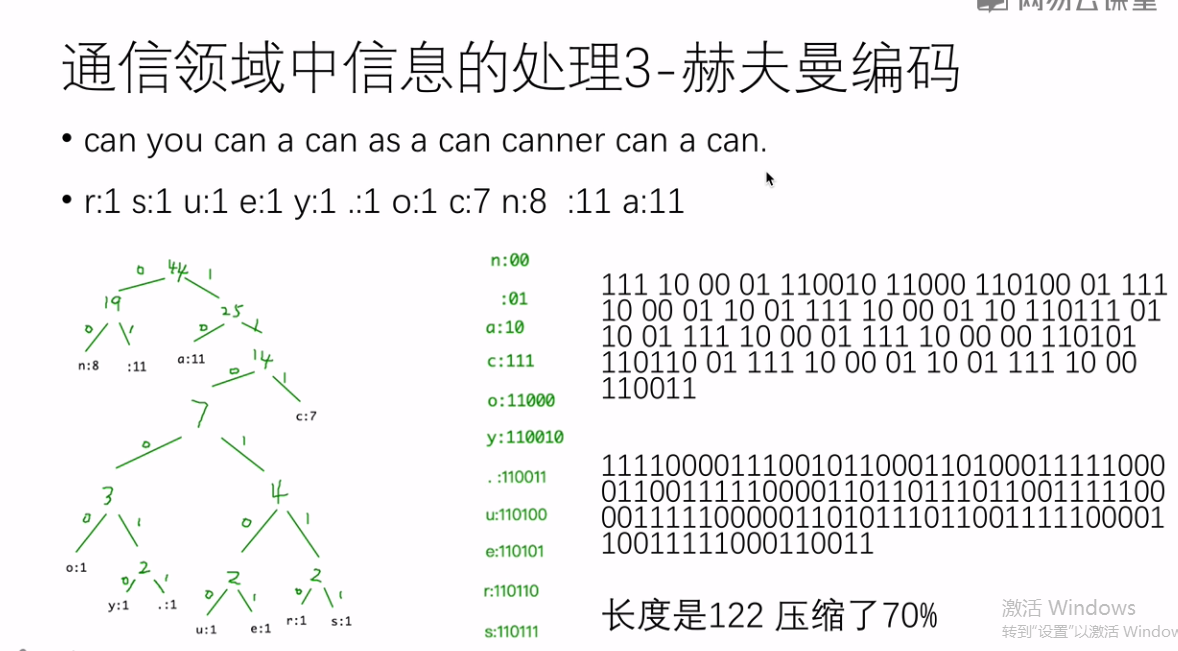 网易云课堂
通信领域中信息的处理3-赫夫曼编码
• can you can a can as a can canner can a can.
• r:1 s:1 u:1 e:1 y:1 .:1 o:1 c:7 n:8  :11 a:11
44
0 1
19
25
0 1
0 1
n:8
:11
a:11
14
0 1
7
c:7
0 1
3
4
0 1
0 1
o:1
2
2
2
0 1
0 1
0 1
y:1
.:1
u:1
e:1
r:1
s:1
n:00
:01
a:10
c:111
o:11000
y:110010
. :110011
u:110100
e:110101
r:110110
s:110111
111 10 00 01 110010 11000 110100 01 111
10 00 01 10 01 111 10 00 01 10 110111 01
10 01 111 10 00 01 111 10 00 00 110101
110110 01 111 10 00 01 10 01 111 10 00
110011
11110000111001011000110100011111000
0110011111000011011011101100111110​0
0011111000001101011101100111110​0001
10011111000110011
长度是122 压缩了70%
激活 Windows
转到“设置”以激活 Window